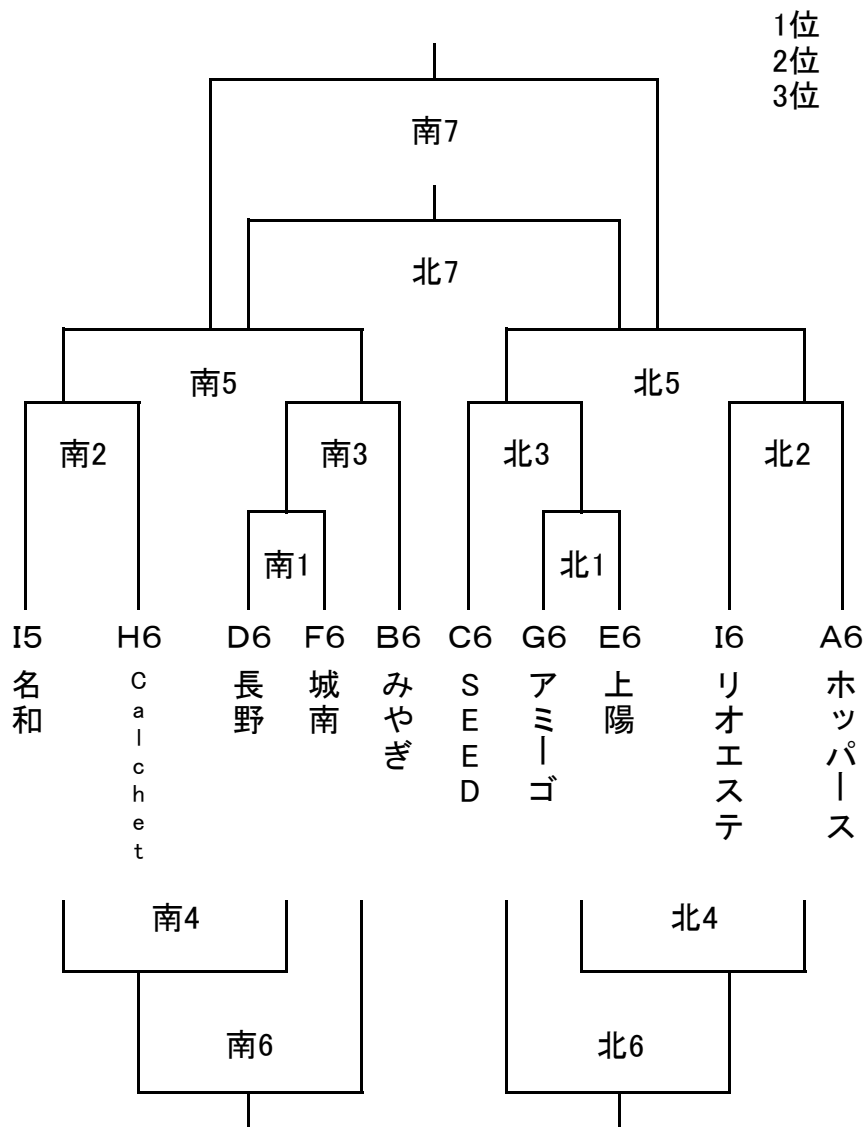 1位
2位
3位
南7
北7
南5
北5
南2
南3
北3
北2
南1
北1
I5
H6
D6
F6
B6
C6
G6
E6
I6
A6
名和
Calchet
長野
城南
みやぎ
SEED
アミーゴ
上陽
リオエステ
ホッパース
南4
北4
南6
北6